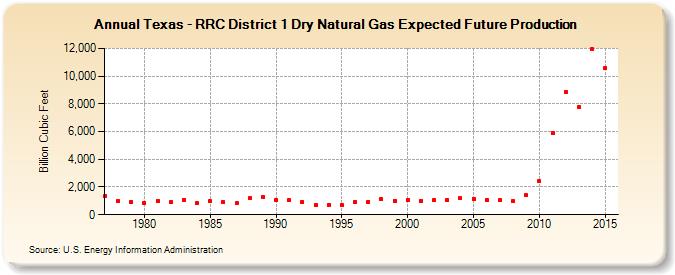 Annual Texas - RRC District 1 Dry Natural Gas Expected Future Production
Billion Cubic Feet
12,000
10,000
8,000
6,000
4,000
2,000
0
1980 1985 1990 1995 2000 2005 2010 2015
Source: U.S. Energy Information Administration